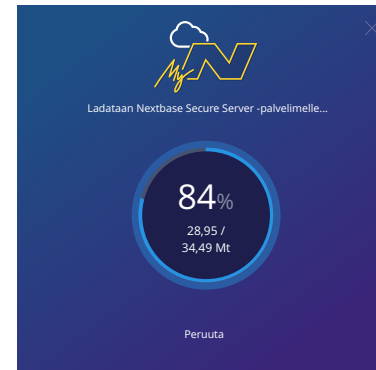 My N
Ladataan Nextbase Secure Server -palvelimelle...
84%
28,95 /
34,49 Mt
Peruuta